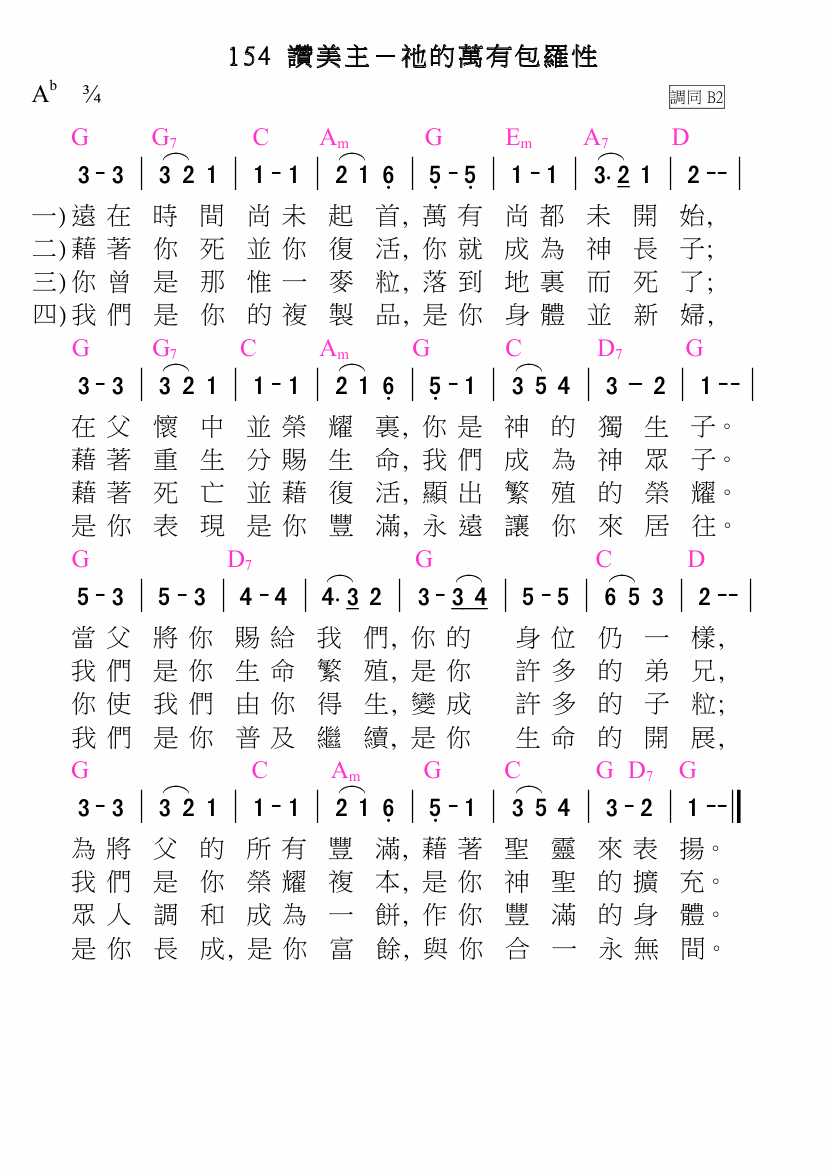 154 讚美主－祂的萬有包羅性
A♭ ¾ 調同 B2
G G7 C Am G Em A7 D
3 - 3 | 3 2 1 | 1 - 1 | 2 1 6̣ | 5̣ - 5̣ | 1 - 1 | 3. 2 1 | 2 - - |
一)遠在時間尚未起首,萬有尚都未開始,
二)藉著你死並你復活,你就成為神長子;
三)你曾是那惟一麥粒,落到地裏而死了;
四)我們是你的複製品,是你身體並新婦,
G G7 C Am G C D7 G
3 - 3 | 3 2 1 | 1 - 1 | 2 1 6̣ | 5̣ - 1 | 3 5 4 | 3 － 2 | 1 - - |
在父懷中並榮耀裏,你是神的獨生子。
藉著重生分賜生命,我們成為神眾子。
藉著死亡並藉復活,顯出繁殖的榮耀。
是你表現是你豐滿,永遠讓你來居往。
G D7 G C D
5 - 3 | 5 - 3 | 4 - 4 | 4. 3 2 | 3 - 3 4 | 5 - 5 | 6 5 3 | 2 - - |
當父將你賜給我們,你的身位仍一樣,
我們是你生命繁殖,是你許多的弟兄,
你使我們由你得生,變成許多的子粒;
我們是你普及繼續,是你生命的開展,
G C Am G C G D7 G
3 - 3 | 3 2 1 | 1 - 1 | 2 1 6̣ | 5̣ - 1 | 3 5 4 | 3 - 2 | 1 - - ‖
為將父的所有豐滿,藉著聖靈來表揚。
我們是你榮耀複本,是你神聖的擴充。
眾人調和成為一餅,作你豐滿的身體。
是你長成,是你富餘,與你合一永無間。